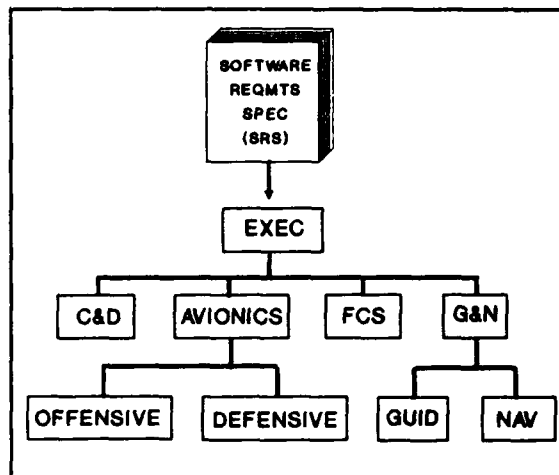 SOFTWARE
REQMTS
SPEC
(SRS)
EXEC
C&D AVIONICS FCS G&N
OFFENSIVE DEFENSIVE GUID NAV